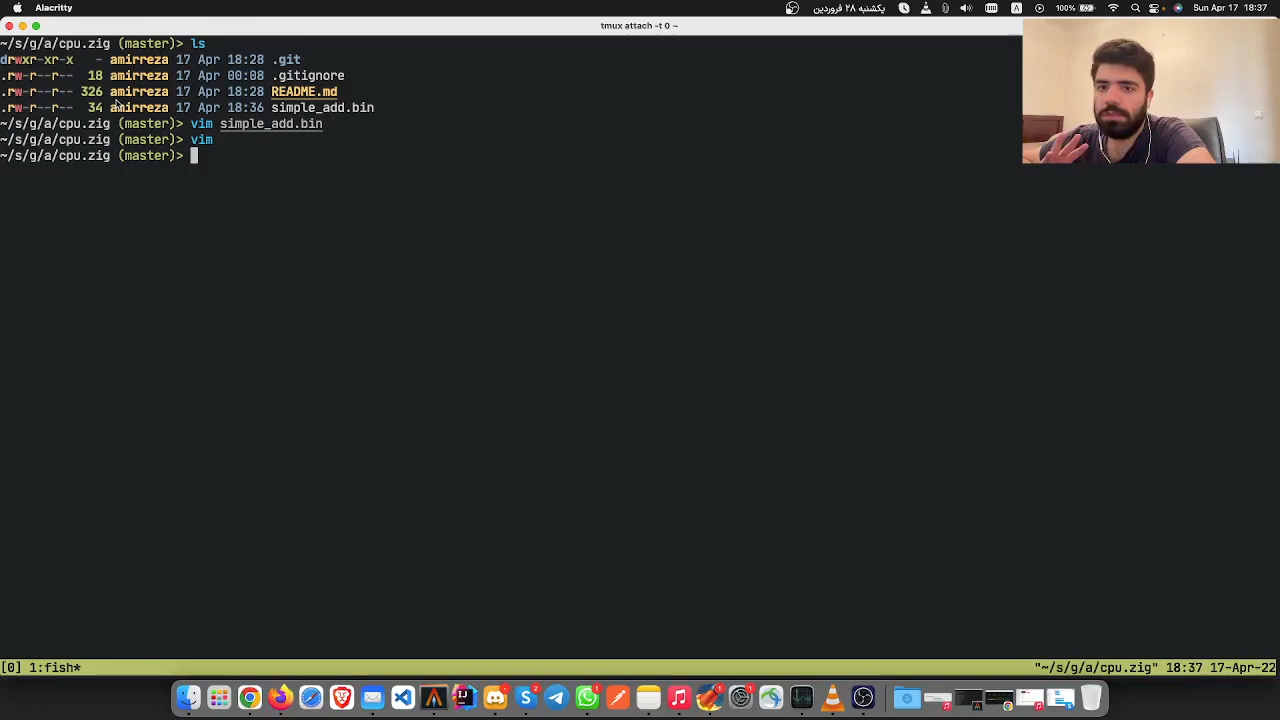 Alacritty
یکشنبه ۲۸ فروردین
A
100%
Sun Apr 17 18:37
tmux attach -t 0 ~
~/s/g/a/cpu.zig (master)> ls
drwxr-xr-x - amirreza 17 Apr 18:28 .git
.rw-r--r-- 18 amirreza 17 Apr 00:08 .gitignore
.rw-r--r-- 326 amirreza 17 Apr 18:28 README.md
.rw-r--r-- 34 amirreza 17 Apr 18:36 simple_add.bin
~/s/g/a/cpu.zig (master)> vim simple_add.bin
~/s/g/a/cpu.zig (master)> vim
~/s/g/a/cpu.zig (master)>
[0] 1:fish*
"~/s/g/a/cpu.zig" 18:37 17-Apr-22